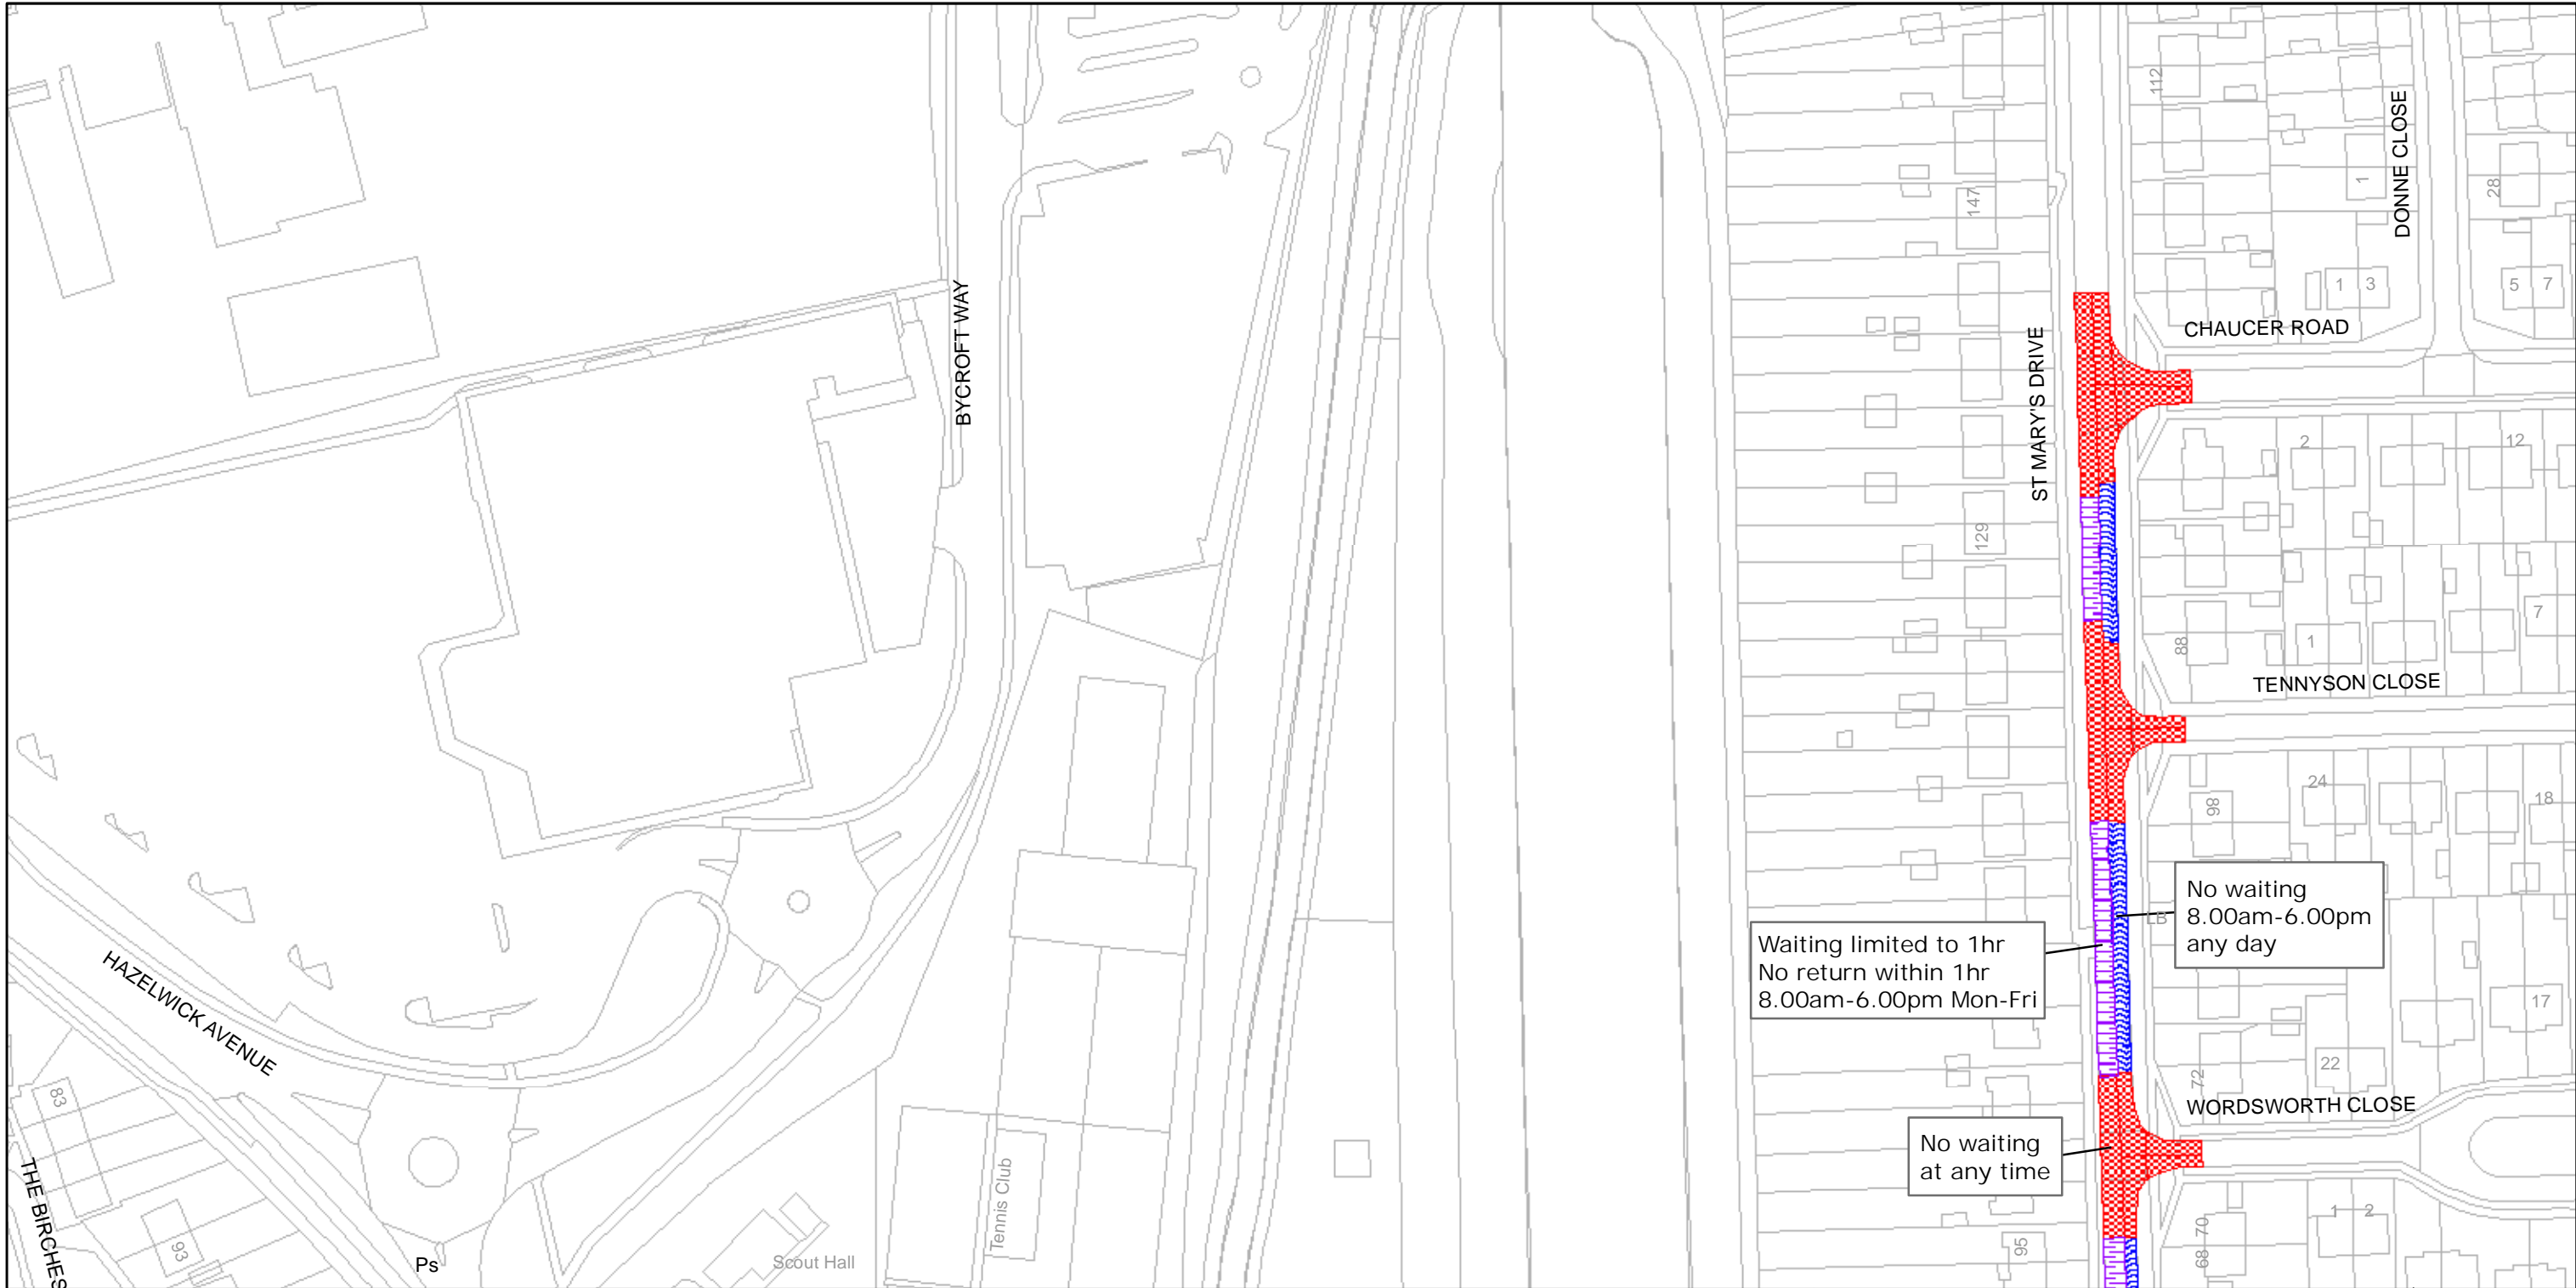 112
DONNE CLOSE
1
28
147
BYCROFT WAY
1
3
5
7
CHAUCER ROAD
ST MARY'S DRIVE
2
12
129
88
1
7
TENNYSON CLOSE
24
18
98
No waiting
8.00am-6.00pm
any day
LB
Waiting limited to 1hr
No return within 1hr
8.00am-6.00pm Mon-Fri
HAZELWICK AVENUE
17
22
72
WORDSWORTH CLOSE
83
No waiting
at any time
THE BIRCHES
Tennis Club
93
Ps
Scout Hall
95
70
68
1
2